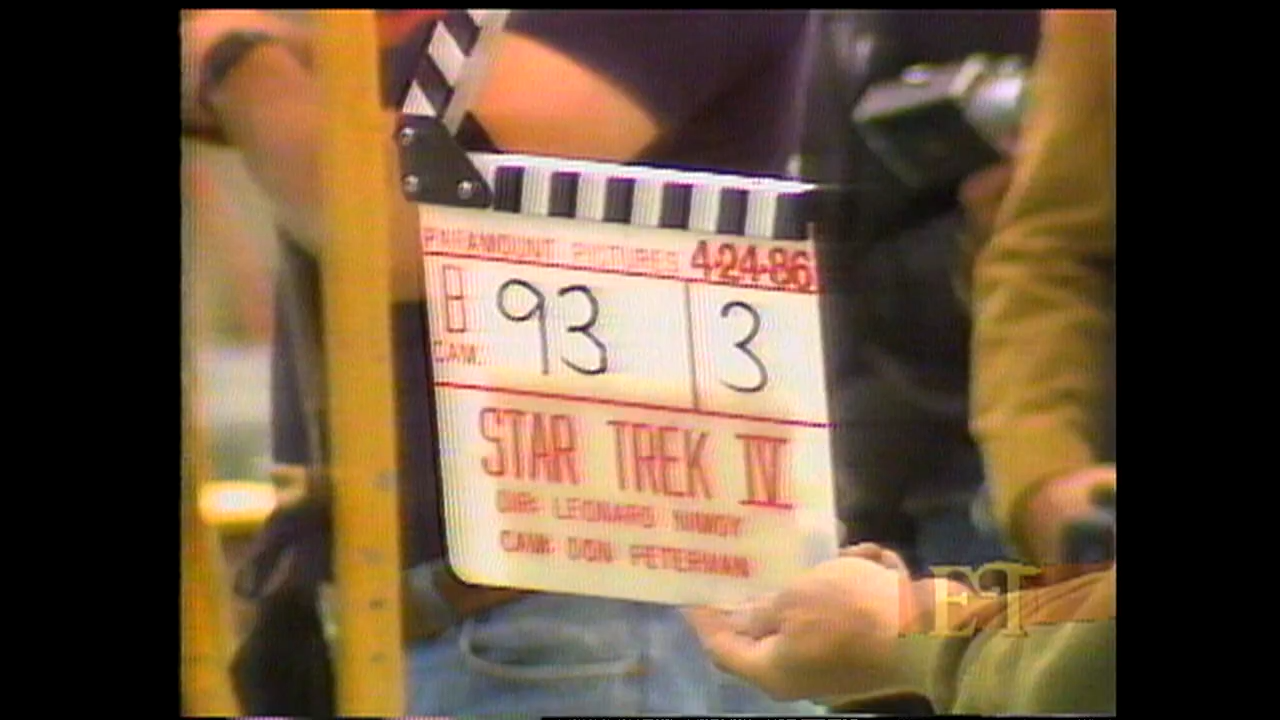 PARAMOUNT PICTURES 4-24-86
B 93 3
CAM:
STAR TREK IV
DIR: LEONARD NIMOY
CAM: DON PETERMAN
ET